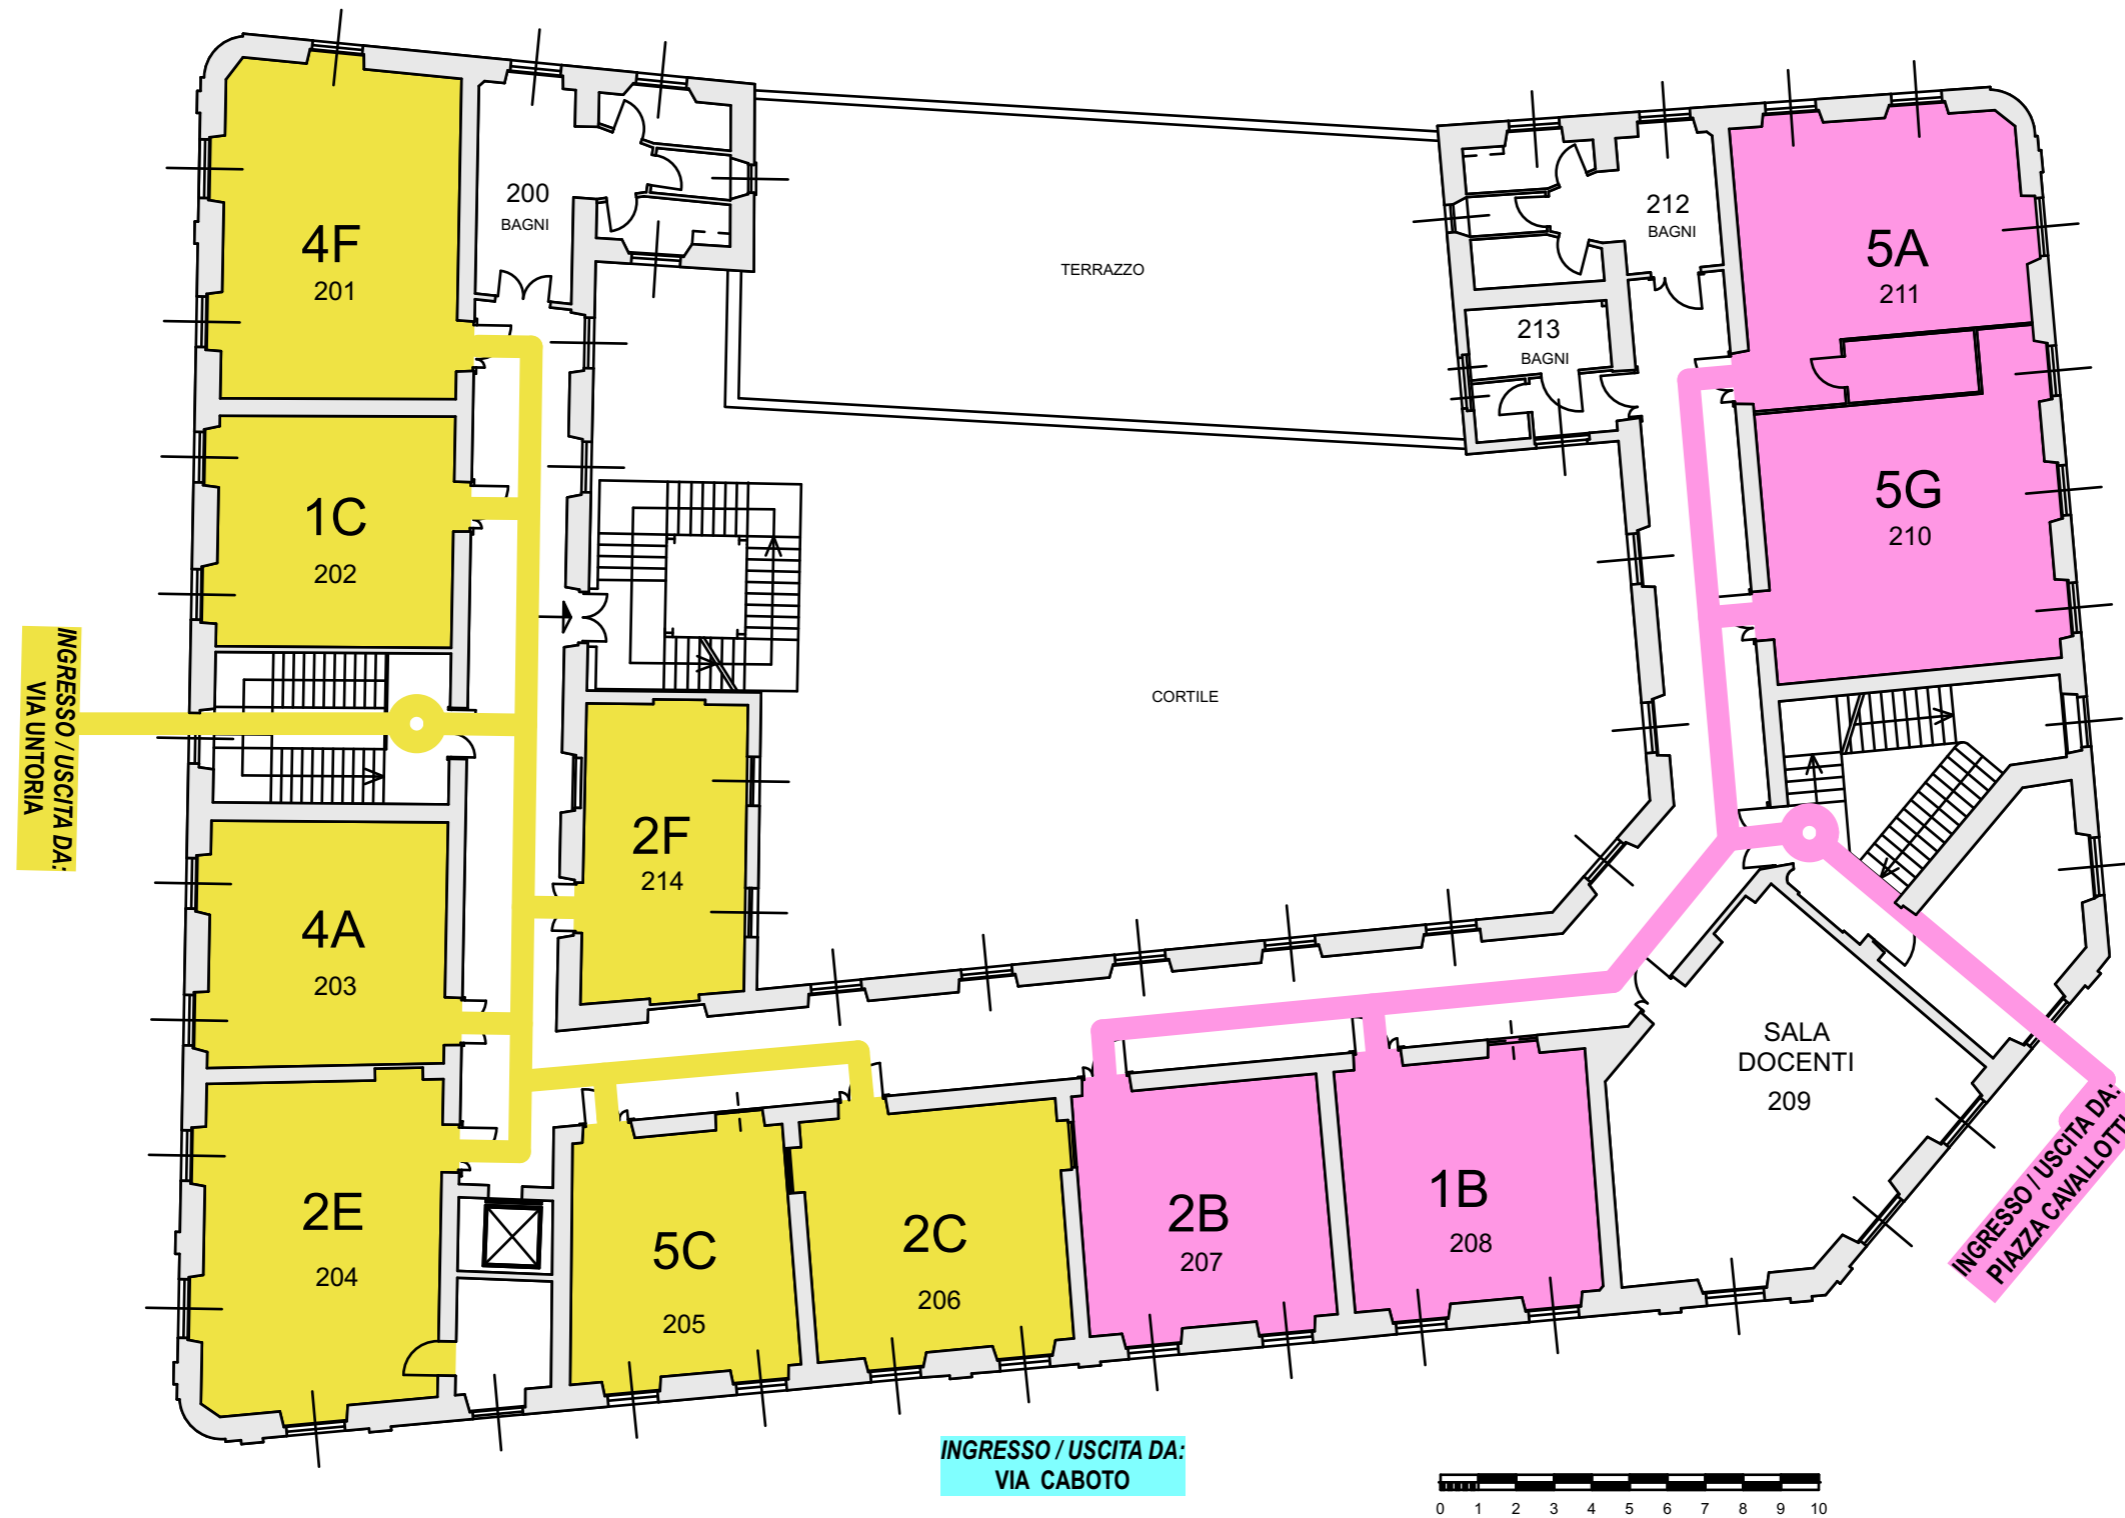 4F
201
200
BAGNI
TERRAZZO
212
BAGNI
5A
211
213
BAGNI
1C
202
5G
210
INGRESSO / USCITA DA:
VIA UNTORIA
CORTILE
2F
214
4A
203
SALA
DOCENTI
209
2E
204
5C
205
2C
206
2B
207
1B
208
INGRESSO / USCITA DA:
PIAZZA CAVALLOTTI
INGRESSO / USCITA DA:
VIA CABOTO
0 1 2 3 4 5 6 7 8 9 10